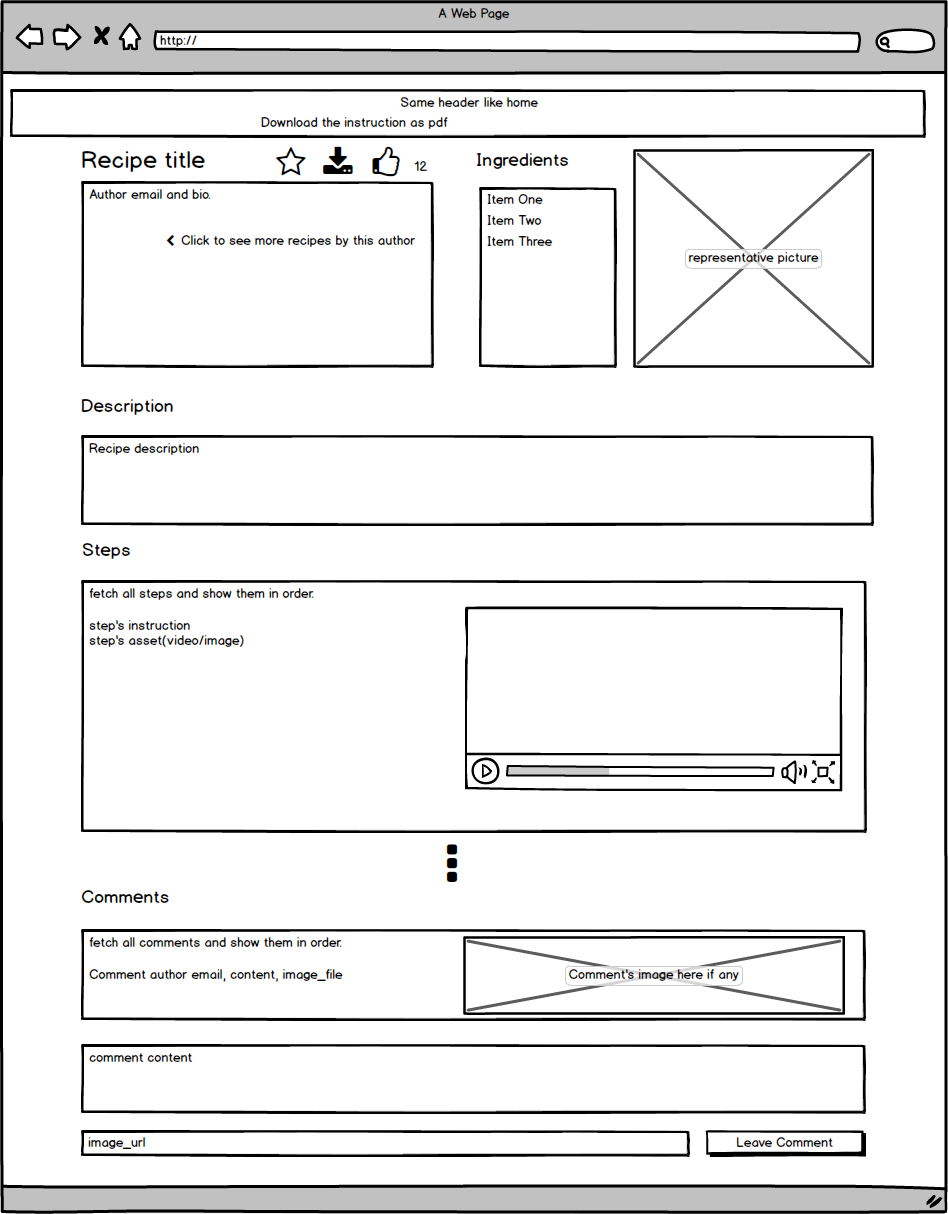 A Web Page
http://
Same header like home
Download the instruction as pdf
Recipe title
12
Author email and bio.
Click to see more recipes by this author
Ingredients
Item One
Item Two
Item Three
representative picture
Description
Recipe description
Steps
fetch all steps and show them in order.
step's instruction
step's asset(video/image)
Comments
fetch all comments and show them in order.
Comment author email, content, image_file
Comment's image here if any
comment content
image_url
Leave Comment